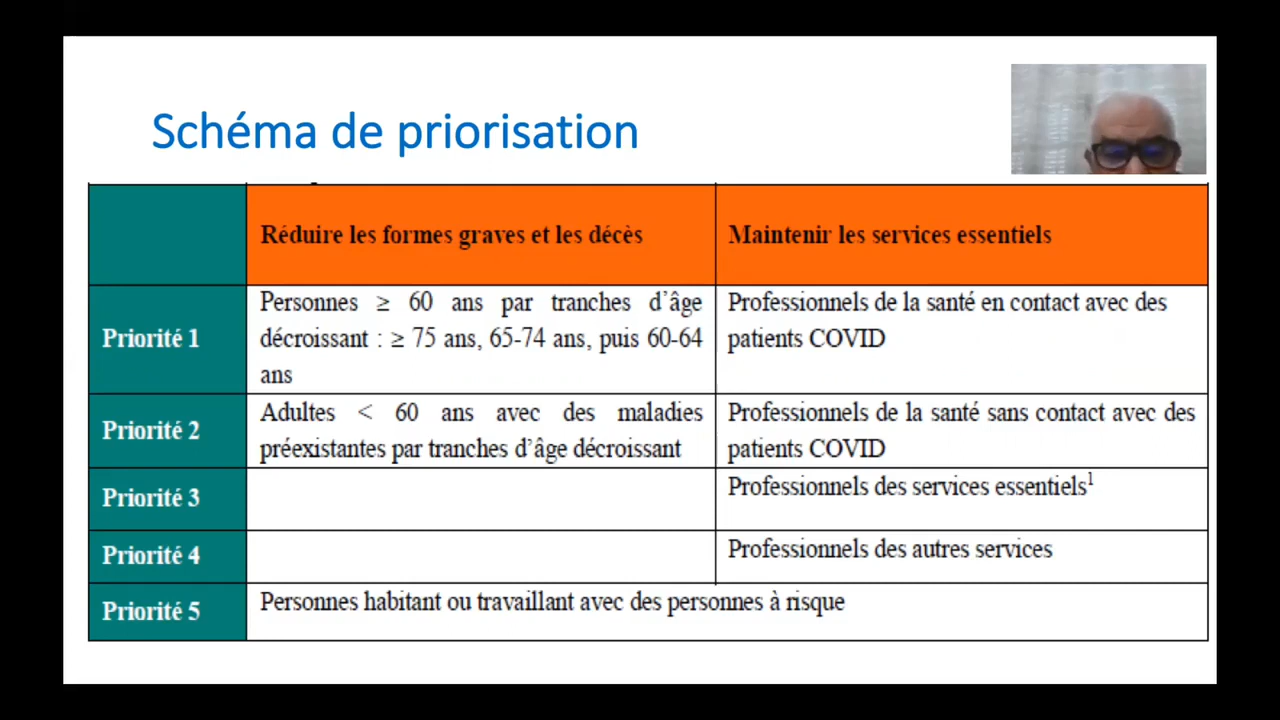 Schéma de priorisation
Réduire les formes graves et les décès
Maintenir les services essentiels
Priorité 1
Personnes ≥ 60 ans par tranches d’âge
décroissant : ≥ 75 ans, 65-74 ans, puis 60-64
ans
Professionnels de la santé en contact avec des
patients COVID
Priorité 2
Adultes < 60 ans avec des maladies
préexistantes par tranches d’âge décroissant
Professionnels de la santé sans contact avec des
patients COVID
Priorité 3
Professionnels des services essentiels¹
Priorité 4
Professionnels des autres services
Priorité 5
Personnes habitant ou travaillant avec des personnes à risque